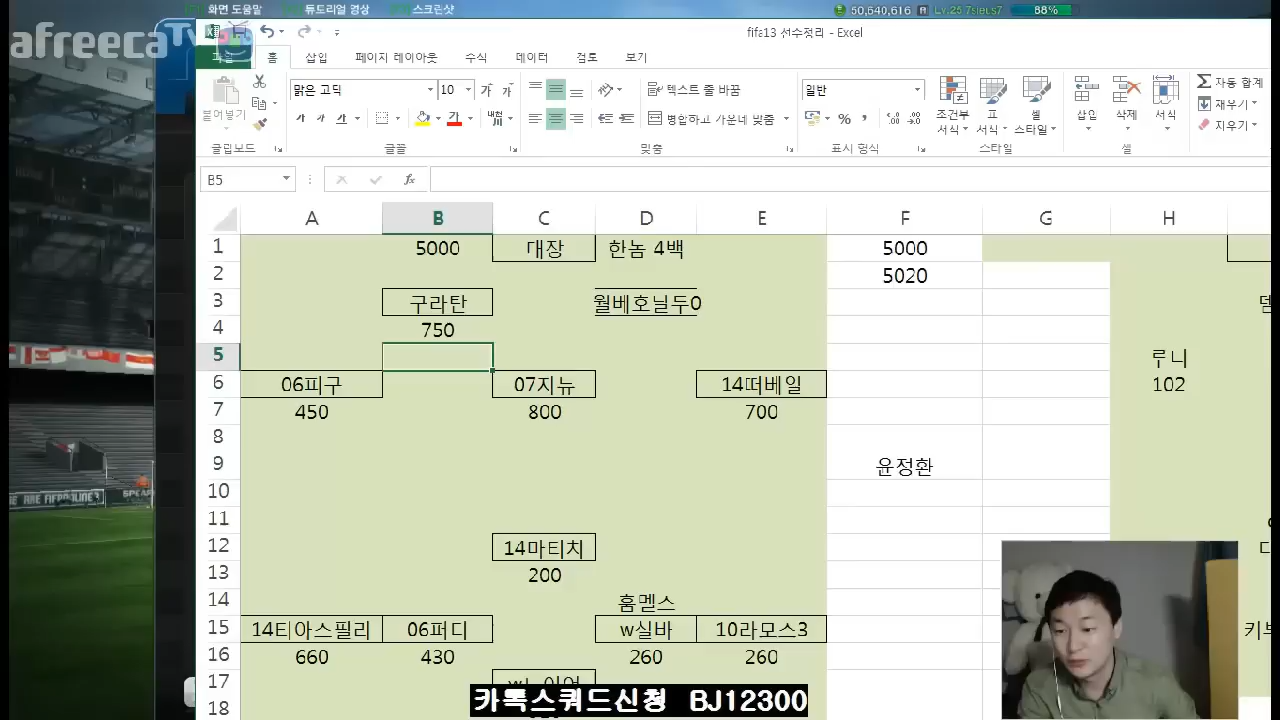 화면 도움말 튜토리얼 영상 스크린샷
50,640,616 88%
afreecaTV
fifa13 선수정리 - Excel
파일 홈 삽입 페이지 레이아웃 수식 데이터 검토 보기
붙여넣기
맑은 고딕 10
텍스트 줄 바꿈
병합하고 가운데 맞춤
일반
조건부 서식 표 서식 셀 스타일
삽입 삭제 서식
자동 합계
채우기
지우기
클립보드 글꼴 맞춤 표시 형식 스타일 셀
B5 fx
A B C D E F G H
1 5000 대장 한놈 4백 5000
2 5020
3 구라탄 월베호닐두0
4 750
5 루니
6 06피구 07지뉴 14떠베일 102
7 450 800 700
8
9 윤정환
10
11
12 14마티치
13 200
14 훔멜스
15 14티아스필리 06퍼디 w실바 10라모스3
16 660 430 260 260
17
18
카톡스쿼드신청 BJ12300